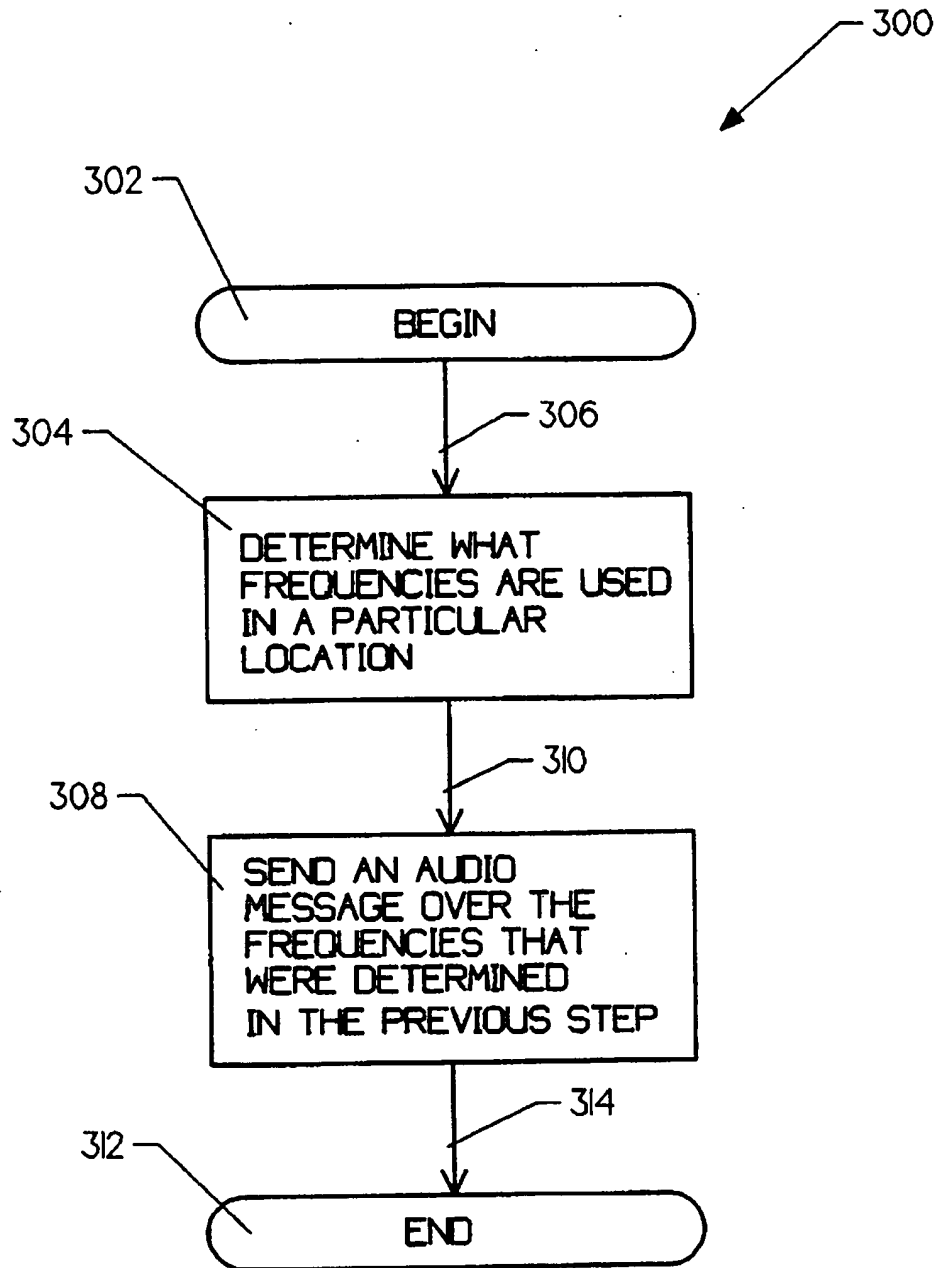 300
302
BEGIN
306
304
DETERMINE WHAT
FREQUENCIES ARE USED
IN A PARTICULAR
LOCATION
310
308
SEND AN AUDIO
MESSAGE OVER THE
FREQUENCIES THAT
WERE DETERMINED
IN THE PREVIOUS STEP
314
312
END